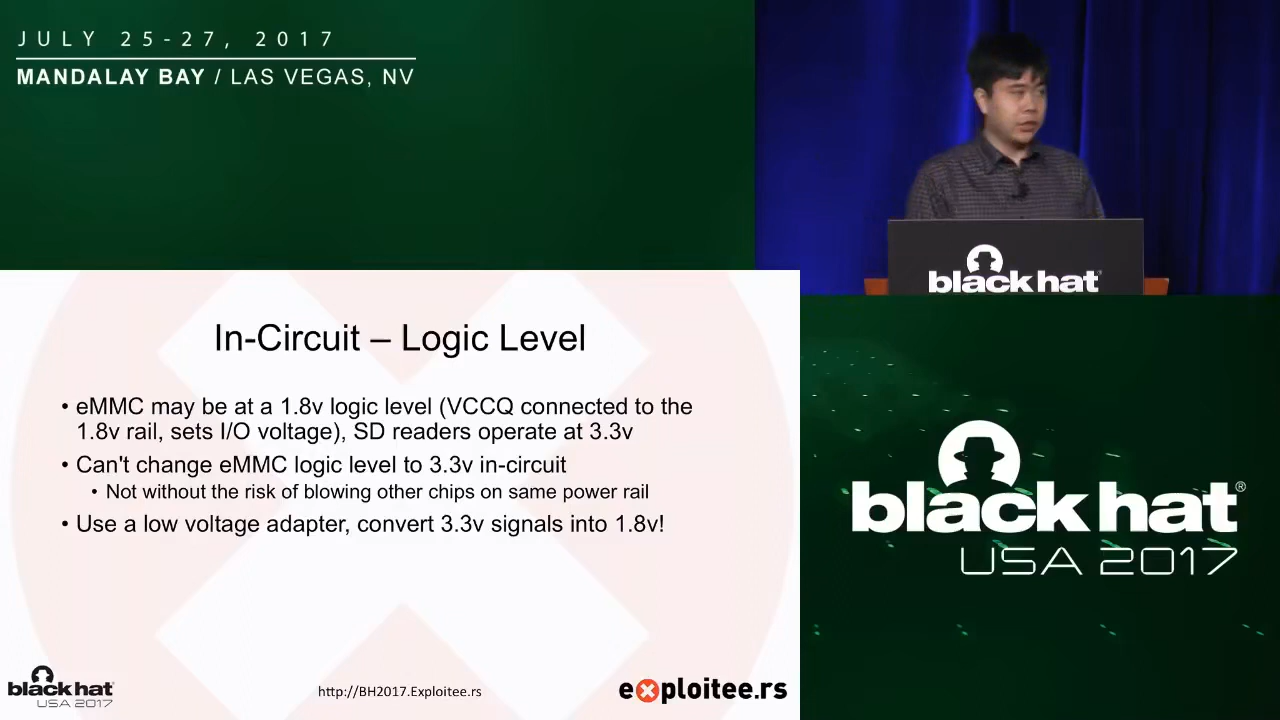 JULY 25-27, 2017
MANDALAY BAY / LAS VEGAS, NV
black hat
In-Circuit – Logic Level
• eMMC may be at a 1.8v logic level (VCCQ connected to the
1.8v rail, sets I/O voltage), SD readers operate at 3.3v
• Can't change eMMC logic level to 3.3v in-circuit
• Not without the risk of blowing other chips on same power rail
• Use a low voltage adapter, convert 3.3v signals into 1.8v!
black hat®
USA 2017
black hat
USA 2017
http://BH2017.Exploitee.rs
exploitee.rs